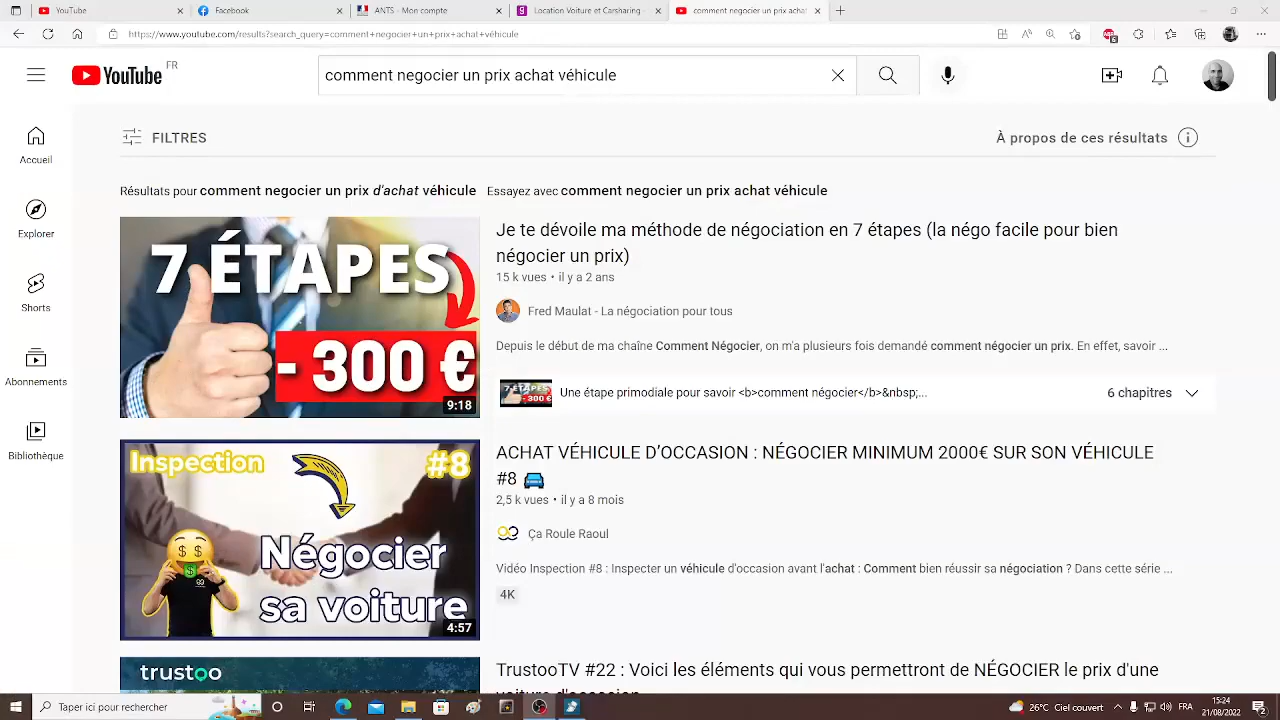 YouTube
Facebook
ANTS - Mon compte
Location Voiture et Carsharing
comment negocier un prix achat
https://www.youtube.com/results?search_query=comment+negocier+un+prix+achat+véhicule
YouTube FR
comment negocier un prix achat véhicule
FILTRES
À propos de ces résultats
Accueil
Explorer
Shorts
Abonnements
Bibliothèque
Résultats pour comment negocier un prix d'achat véhicule Essayez avec comment negocier un prix achat véhicule
7 ÉTAPES
- 300 €
9:18
Je te dévoile ma méthode de négociation en 7 étapes (la négo facile pour bien
négocier un prix)
15 k vues • il y a 2 ans
Fred Maulat - La négociation pour tous
Depuis le début de ma chaîne Comment Négocier, on m'a plusieurs fois demandé comment négocier un prix. En effet, savoir ...
7 ÉTAPES
- 300 €
Une étape primodiale pour savoir <b>comment négocier</b>&nbsp;...
6 chapitres
Inspection #8
Négocier
sa voiture
4:57
ACHAT VÉHICULE D'OCCASION : NÉGOCIER MINIMUM 2000€ SUR SON VÉHICULE
#8
2,5 k vues • il y a 8 mois
Ça Roule Raoul
Vidéo Inspection #8 : Inspecter un véhicule d'occasion avant l'achat : Comment bien réussir sa négociation ? Dans cette série ...
4K
trustoo
TrustooTV #22 : Voici les éléments qui vous permettront de NÉGOCIER le prix d'une
voiture d'occasion
Taper ici pour rechercher
26°C Ciel couvert
FRA
15:24
21/08/2022